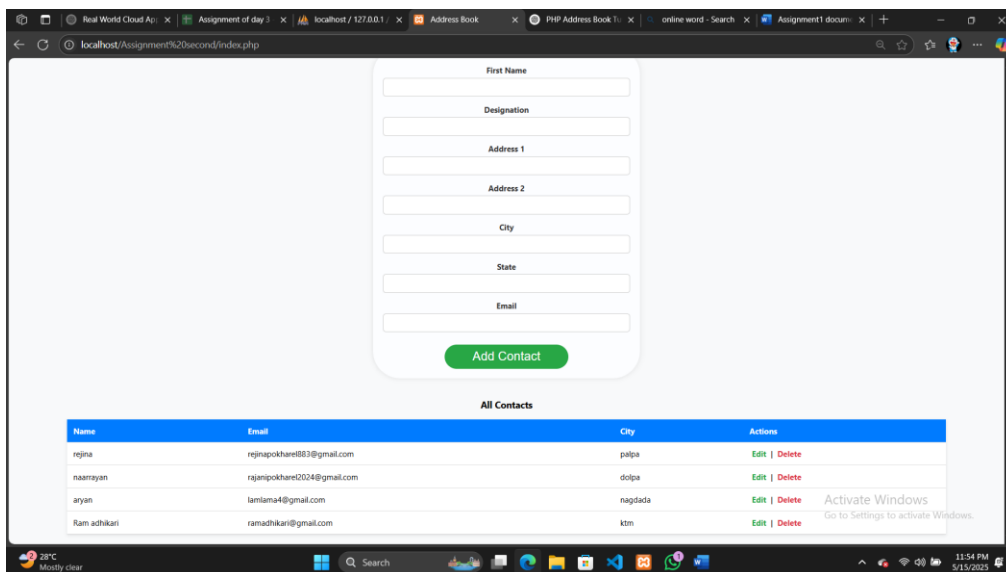 Real World Cloud Ap
Assignment of day 3
localhost / 127.0.0.1 /
Address Book
PHP Address Book Tu
online word - Search
Assignment1 docum
localhost/Assignment%20second/index.php
First Name
Designation
Address 1
Address 2
City
State
Email
Add Contact
All Contacts
Name Email City Actions
rejina rejinapokharel883@gmail.com palpa Edit | Delete
naarrayan rajanipokharel2024@gmail.com dolpa Edit | Delete
aryan lamlama4@gmail.com nagdada Edit | Delete
Ram adhikari ramadhikari@gmail.com ktm Edit | Delete
Activate Windows
Go to Settings to activate Windows.
2
28°C
Mostly clear
Search
1
11:54 PM
5/15/2025